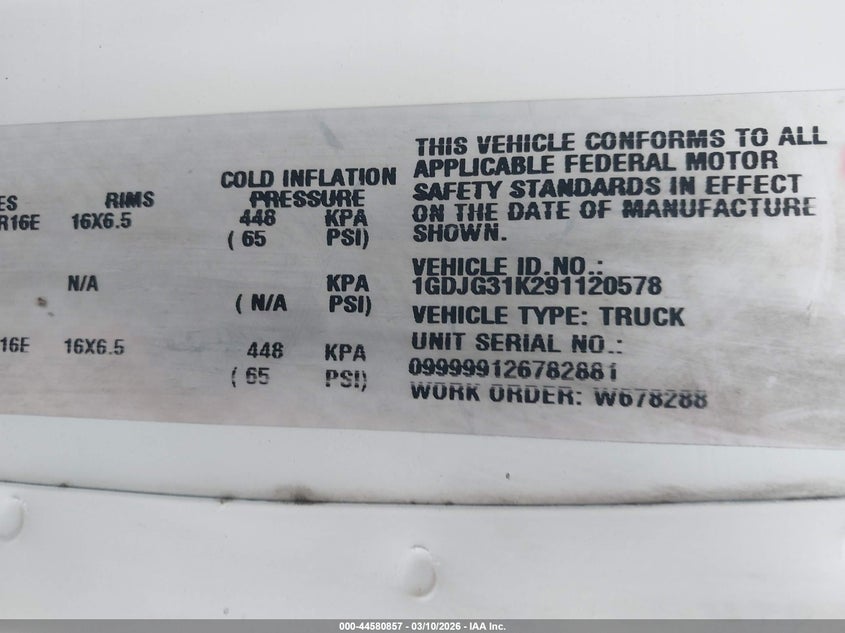 THIS VEHICLE CONFORMS TO ALL
APPLICABLE FEDERAL MOTOR
SAFETY STANDARDS IN EFFECT
ON THE DATE OF MANUFACTURE
SHOWN.
VEHICLE ID.NO.:
1GDJG31K291120578
VEHICLE TYPE: TRUCK
UNIT SERIAL NO.:
099999126782881
WORK ORDER: W678288
ES RIMS COLD INFLATION
PRESSURE
R16E 16X6.5 448 KPA
( 65 PSI)
N/A KPA
( N/A PSI)
16E 16X6.5 448 KPA
( 65 PSI)
000-44580857 - 03/10/2026 - IAA Inc.